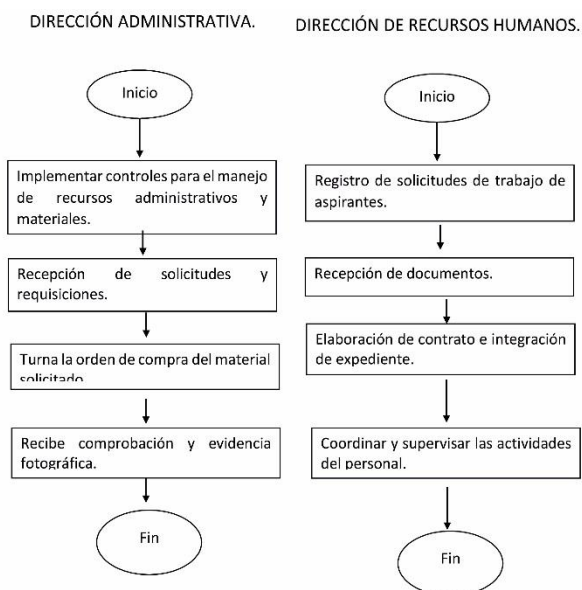 DIRECCIÓN ADMINISTRATIVA.
Inicio
Implementar controles para el manejo
de recursos administrativos y
materiales.
Recepción de solicitudes y
requisiciones.
Turna la orden de compra del material
solicitado
Recibe comprobación y evidencia
fotográfica.
Fin
DIRECCIÓN DE RECURSOS HUMANOS.
Inicio
Registro de solicitudes de trabajo de
aspirantes.
Recepción de documentos.
Elaboración de contrato e integración
de expediente.
Coordinar y supervisar las actividades
del personal.
Fin